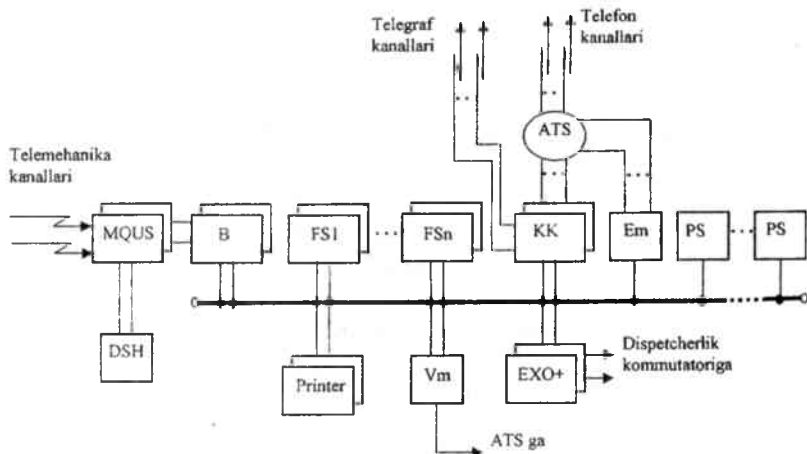 Telegraf
kanallari
Telefon
kanallari
ATS
Telemehanika
kanallari
MQUS
B
FS1
FSn
KK
Em
PS
PS
DSH
Printer
Vm
EXO+
Dispetcherlik
kommutatoriga
ATS ga